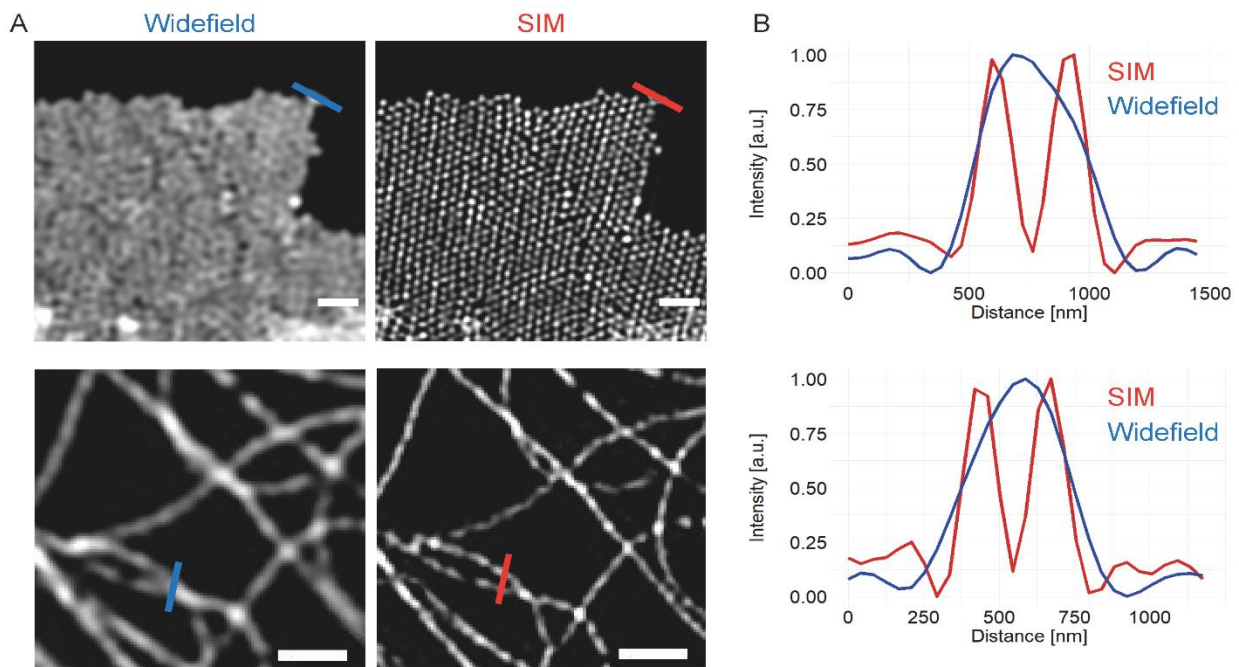 A
Widefield
SIM
B
1.00
0.75
0.50
0.25
0.00
Intensity [a.u.]
0
500
1000
1500
Distance [nm]
SIM
Widefield
1.00
0.75
0.50
0.25
0.00
Intensity [a.u.]
0
250
500
750
1000
Distance [nm]
SIM
Widefield